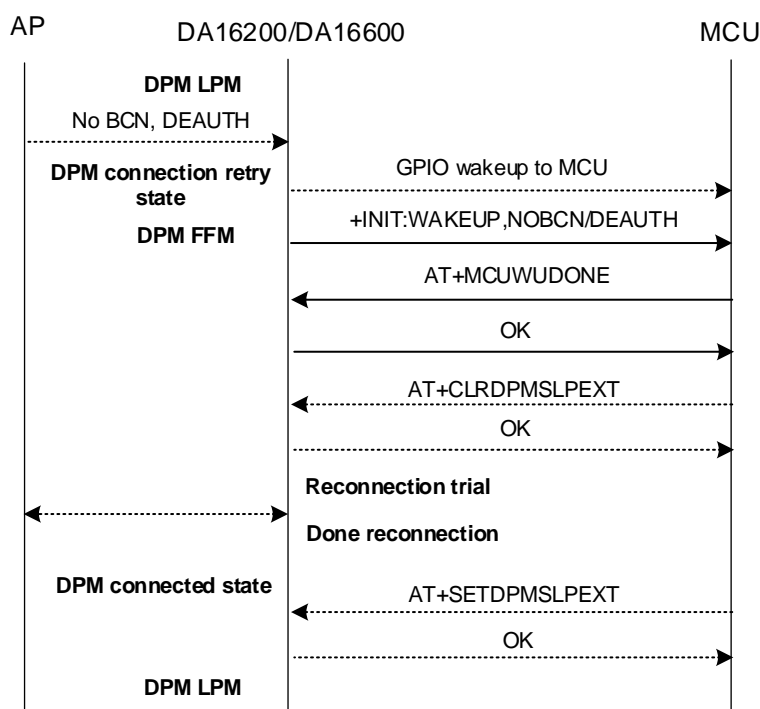 AP
DA16200/DA16600
MCU
DPM LPM
No BCN, DEAUTH
DPM connection retry
state
GPIO wakeup to MCU
DPM FFM
+INIT:WAKEUP,NOBCN/DEAUTH
AT+MCUWUDONE
OK
AT+CLRDPMSLPEXT
OK
Reconnection trial
Done reconnection
DPM connected state
AT+SETDPMSLPEXT
OK
DPM LPM